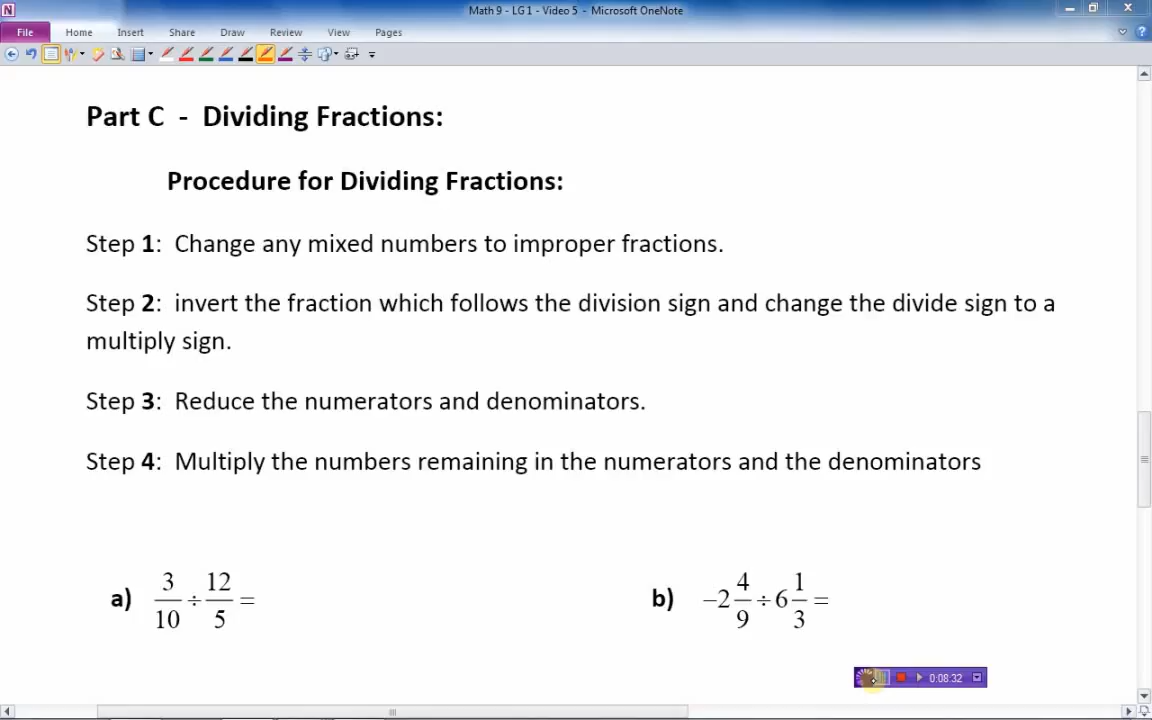 Math 9 - LG 1 - Video 5 - Microsoft OneNote
File Home Insert Share Draw Review View Pages
Part C - Dividing Fractions:
Procedure for Dividing Fractions:
Step 1: Change any mixed numbers to improper fractions.
Step 2: invert the fraction which follows the division sign and change the divide sign to a
multiply sign.
Step 3: Reduce the numerators and denominators.
Step 4: Multiply the numbers remaining in the numerators and the denominators
a) 3/10 ÷ 12/5 =
b) −2 4/9 ÷ 6 1/3 =
0:08:32